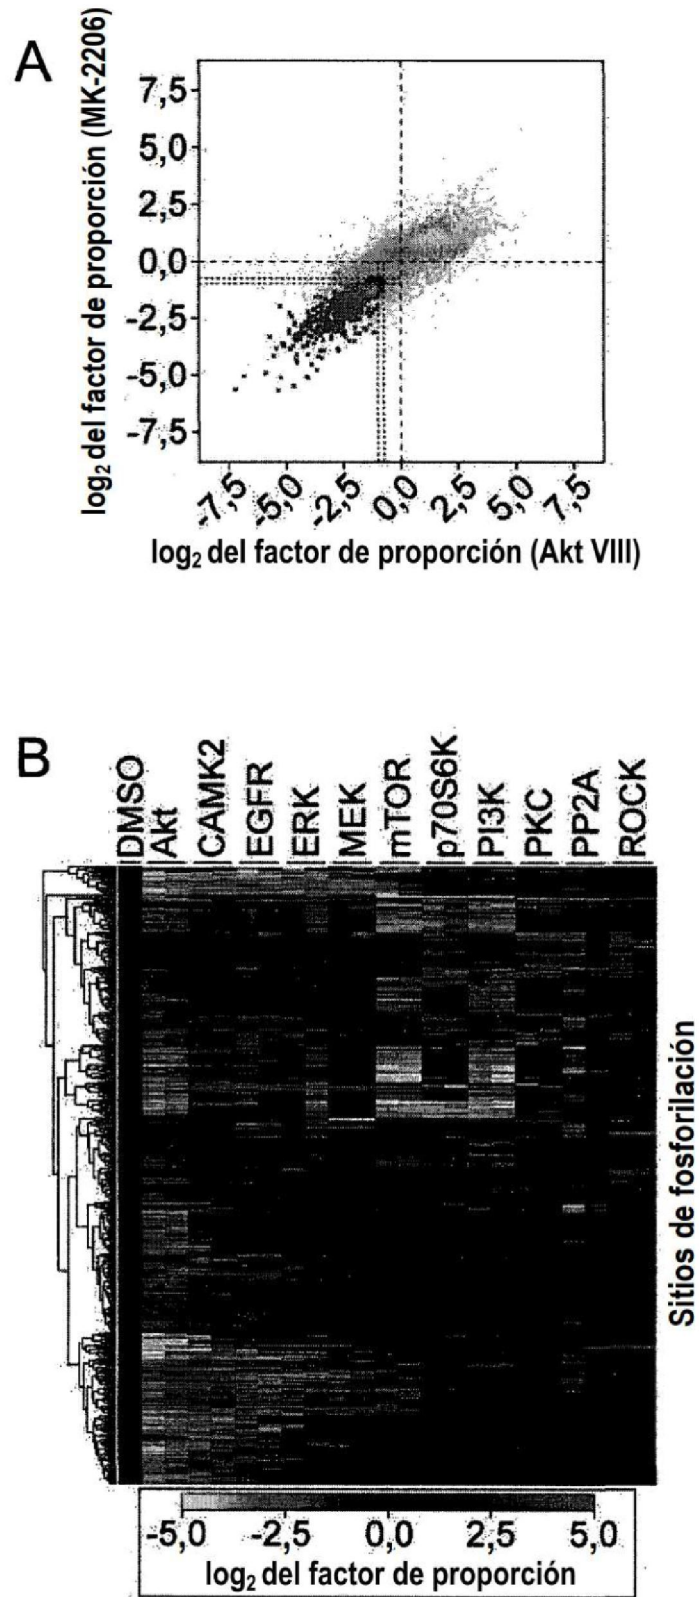 A
log₂ del factor de proporción (MK-2206)
7,5
5,0
2,5
0,0
-2,5
-5,0
-7,5
-7,5 -5,0 -2,5 0,0 2,5 5,0 7,5
log₂ del factor de proporción (Akt VIII)
B
DMSO Akt CAMK2 EGFR ERK MEK mTOR p70S6K PI3K PKC PP2A ROCK
Sitios de fosforilación
-5,0 -2,5 0,0 2,5 5,0
log₂ del factor de proporción